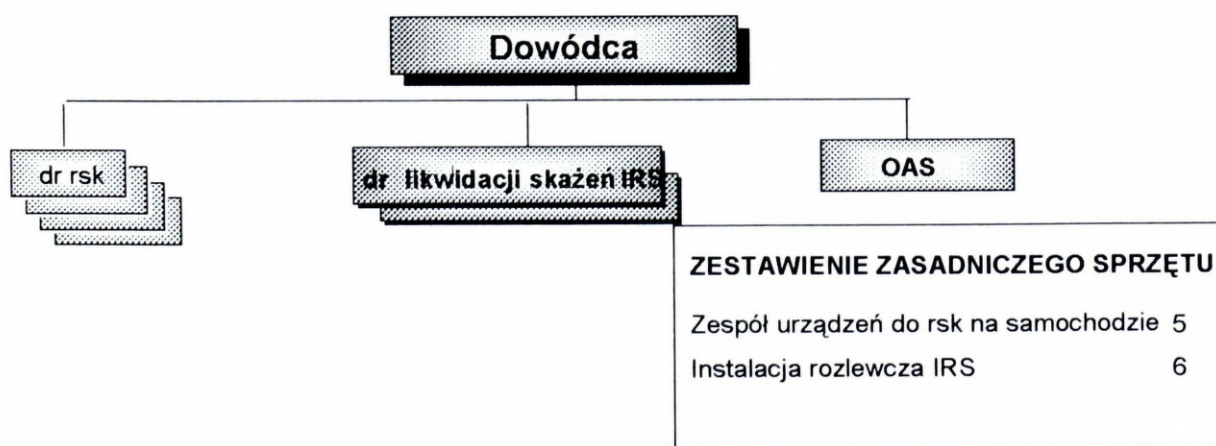 Dowódca
dr rsk
dr likwidacji skażeń IRS
OAS
ZESTAWIENIE ZASADNICZEGO SPRZĘTU
Zespół urządzeń do rsk na samochodzie 5
Instalacja rozlewcza IRS 6